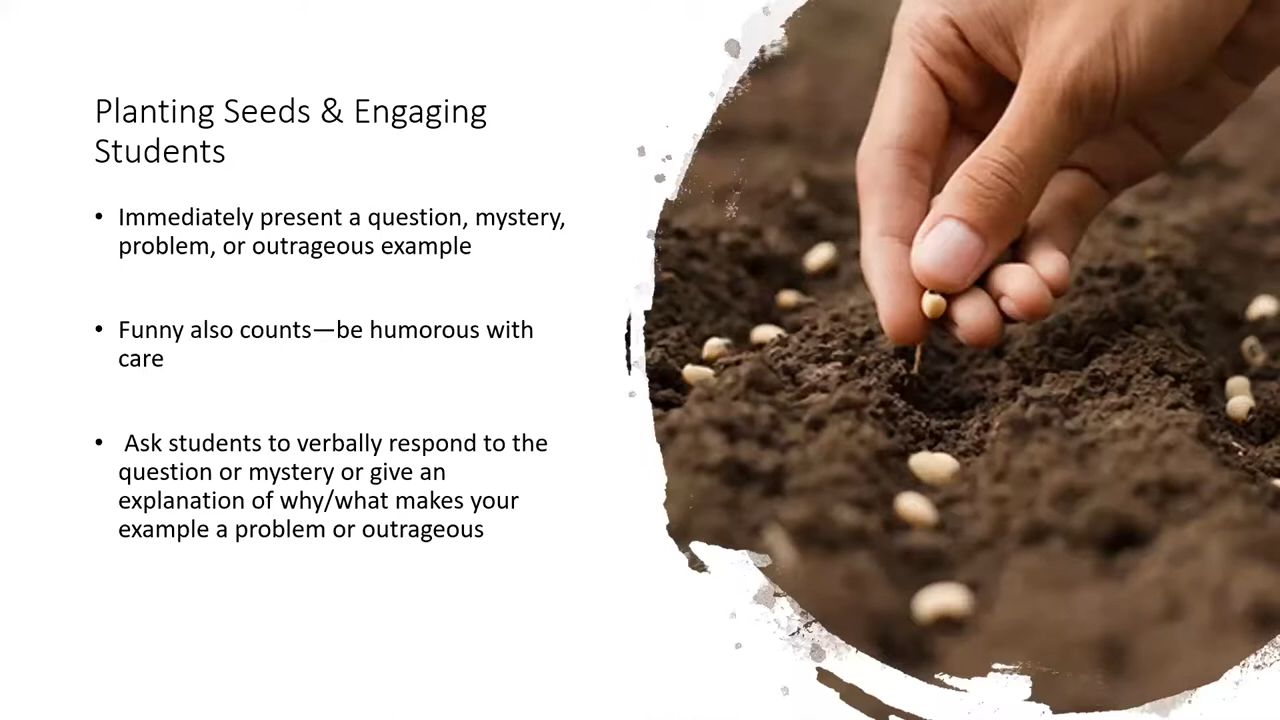 Planting Seeds & Engaging
Students
• Immediately present a question, mystery,
problem, or outrageous example
• Funny also counts—be humorous with
care
• Ask students to verbally respond to the
question or mystery or give an
explanation of why/what makes your
example a problem or outrageous